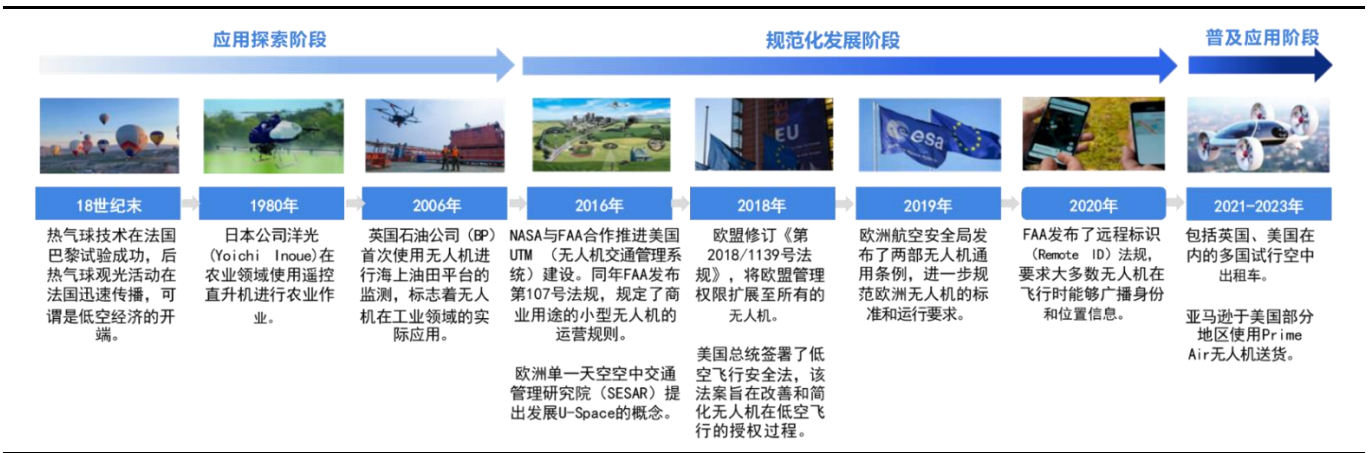 应用探索阶段
规范化发展阶段
普及应用阶段
EU
esa
18世纪末
1980年
2006年
2016年
2018年
2019年
2020年
2021-2023年
热气球技术在法国
巴黎试验成功，后
热气球观光活动在
法国迅速传播，可
谓是低空经济的开
端。
日本公司洋光
(Yoichi Inoue)在
农业领域使用遥控
直升机进行农业作
业。
英国石油公司（BP）
首次使用无人机进
行海上油田平台的
监测，标志着无人
机在工业领域的实
际应用。
NASA与FAA合作推进美国
UTM （无人机交通管理系
统）建设。同年FAA发布
第107号法规，规定了商
业用途的小型无人机的
运营规则。
欧洲单一天空空中交通
管理研究院（SESAR）提
出发展U-Space的概念。
欧盟修订《第
2018/1139号法
规》，将欧盟管理
权限扩展至所有的
无人机。
美国总统签署了低
空飞行安全法，该
法案旨在改善和简
化无人机在低空飞
行的授权过程。
欧洲航空安全局发
布了两部无人机通
用条例，进一步规
范欧洲无人机的标
准和运行要求。
FAA发布了远程标识
（Remote ID）法规，
要求大多数无人机在
飞行时能够广播身份
和位置信息。
包括英国、美国在
内的多国试行空中
出租车。
亚马逊于美国部分
地区使用Prime
Air无人机送货。